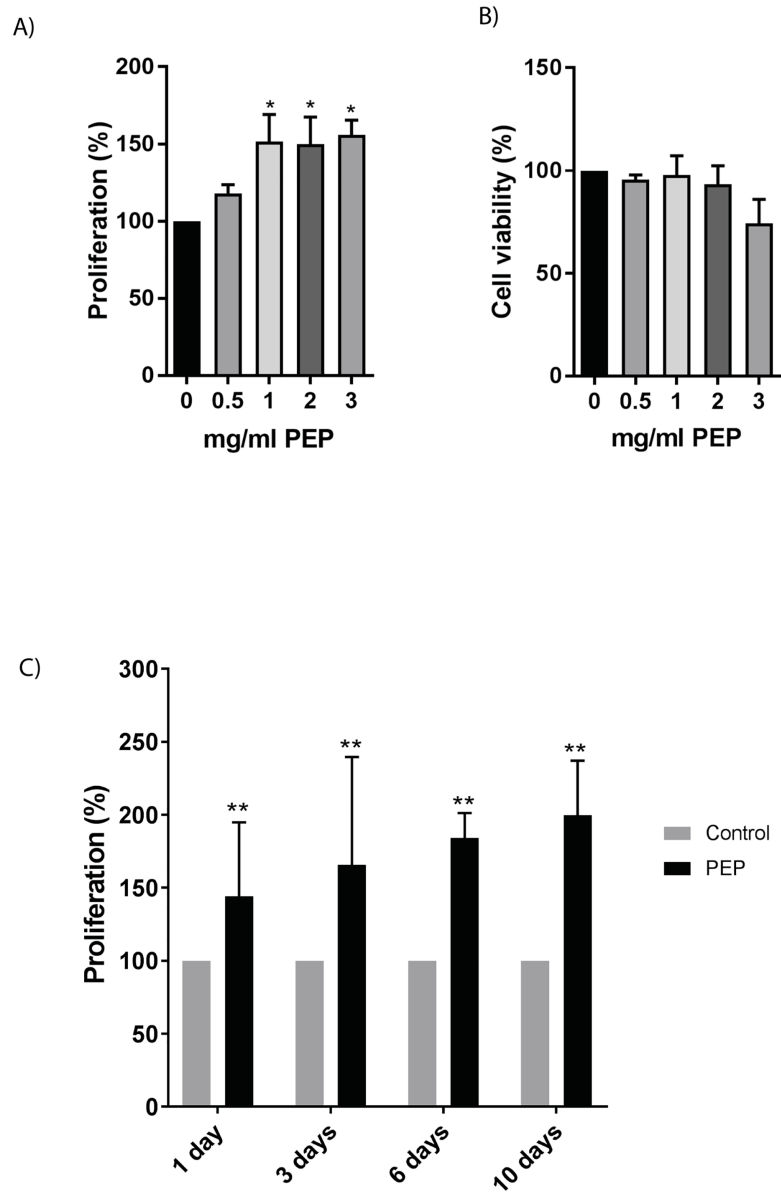 A)
200
150
100
50
0
Proliferation (%)
* * *
0 0.5 1 2 3
mg/ml PEP
B)
150
100
50
0
Cell viability (%)
0 0.5 1 2 3
mg/ml PEP
C)
300
250
200
150
100
50
0
Proliferation (%)
** ** ** **
1 day 3 days 6 days 10 days
Control
PEP